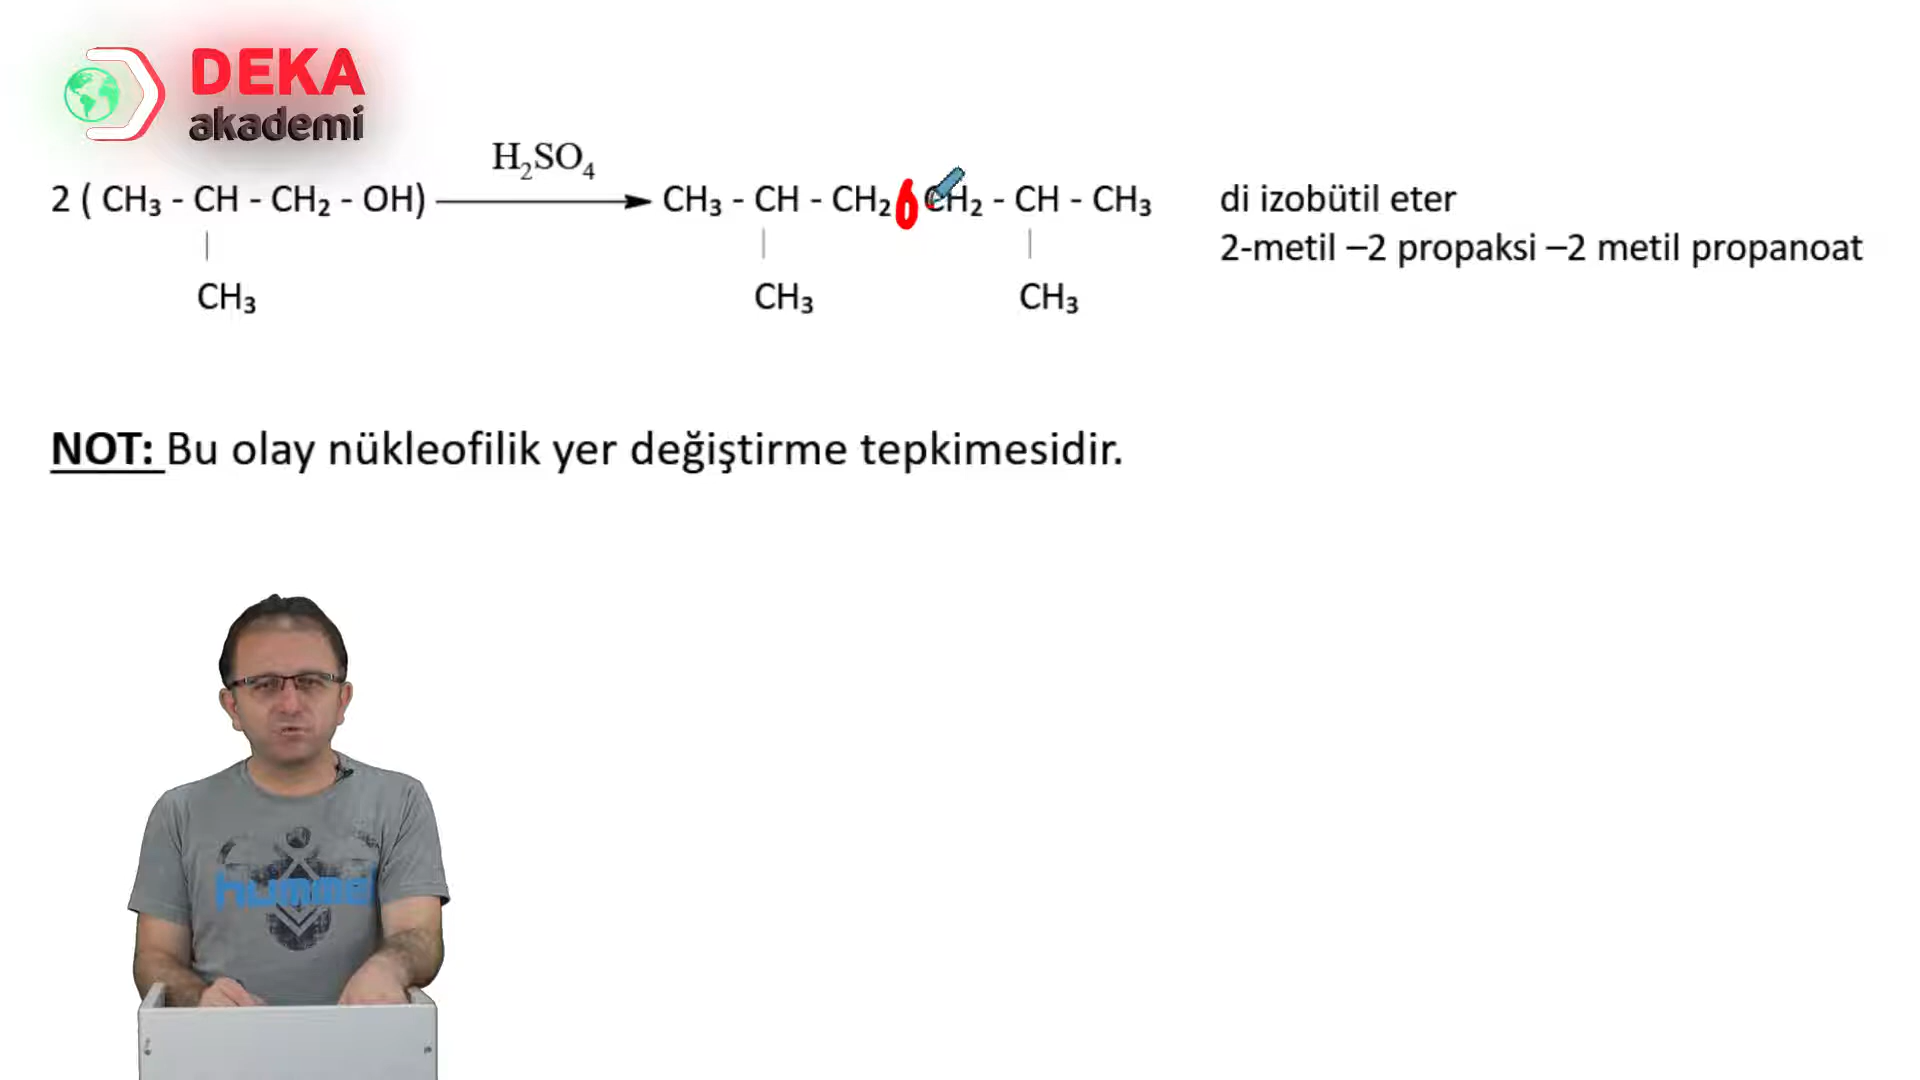 DEKA
akademi
H₂SO₄
2 ( CH₃ - CH - CH₂ - OH) CH₃ - CH - CH₂ O CH₂ - CH - CH₃ di izobütil eter
| | | 2-metil –2 propaksi –2 metil propanoat
CH₃ CH₃ CH₃
NOT: Bu olay nükleofilik yer değiştirme tepkimesidir.
hummel